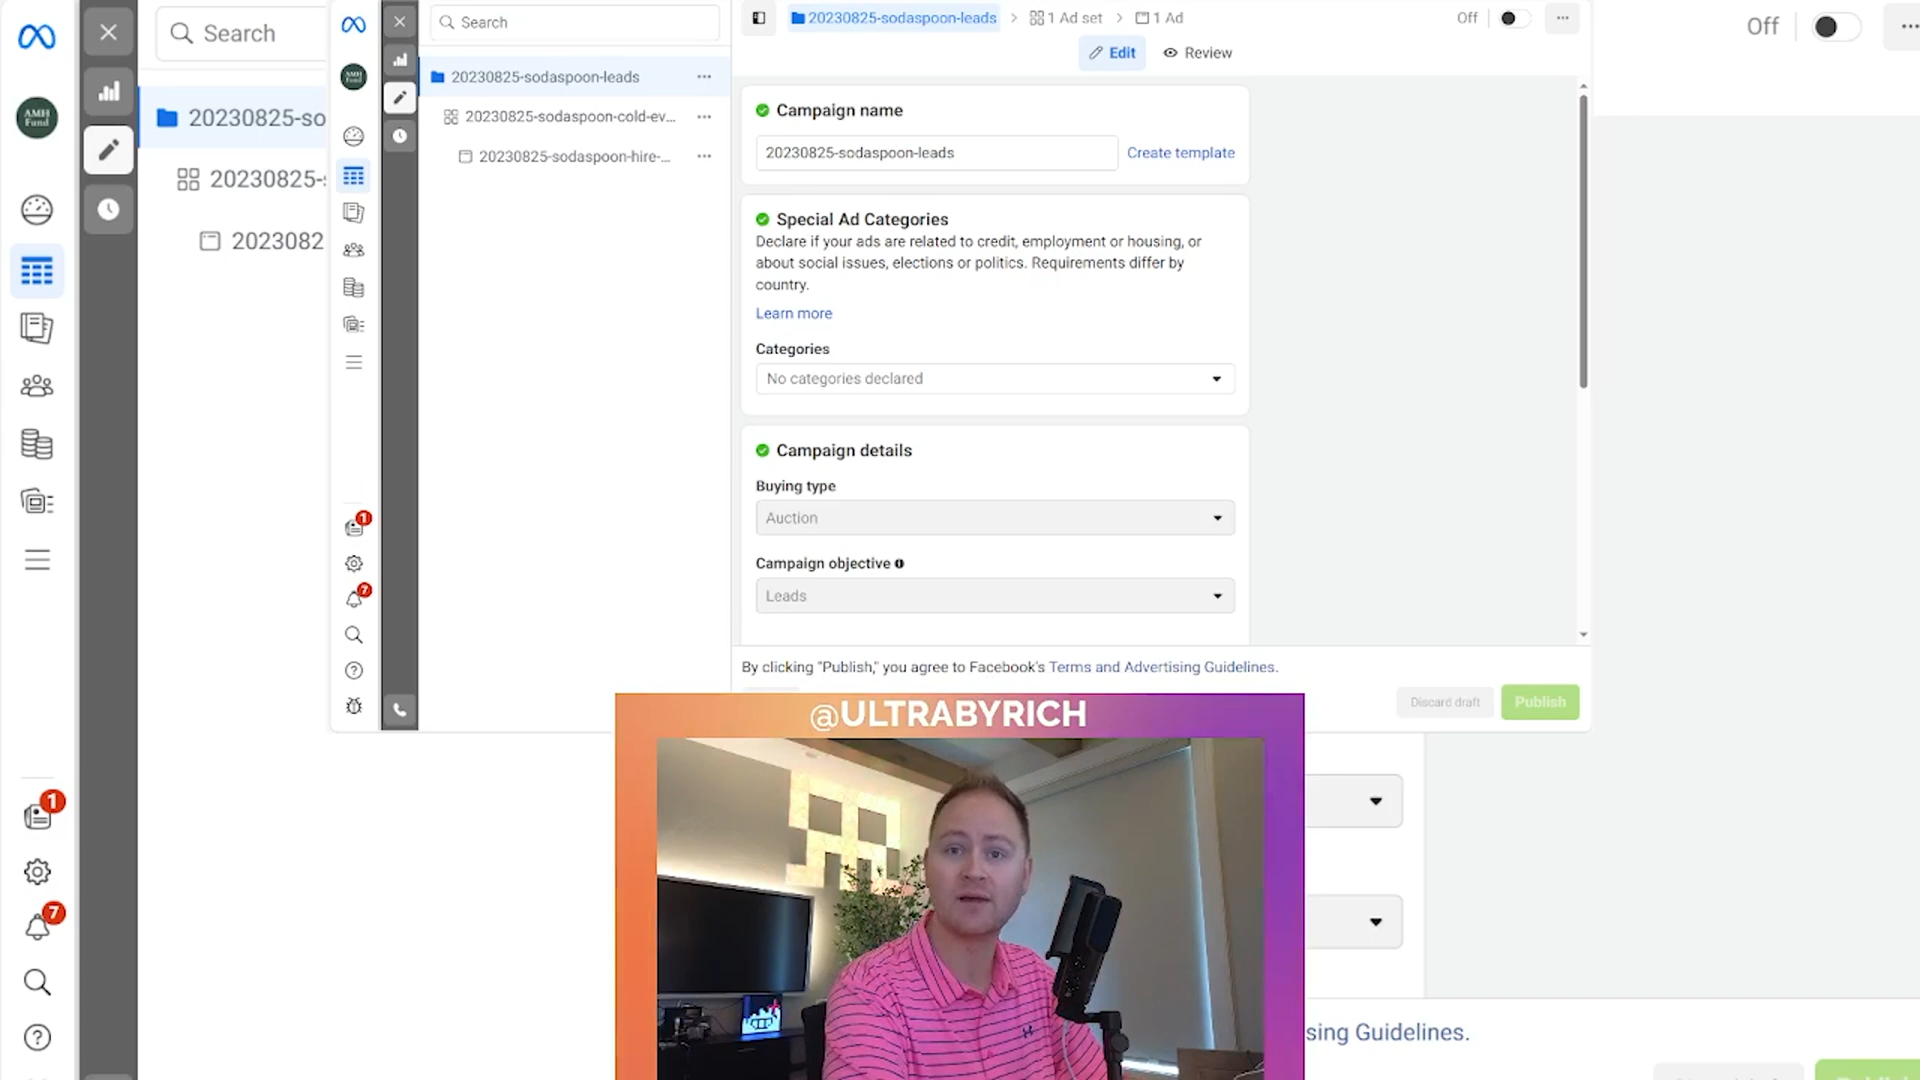 Search
20230825-so
20230825-
2023082
AMH
Fund
1
7
Search
20230825-sodaspoon-leads
20230825-sodaspoon-cold-ev...
20230825-sodaspoon-hire-...
AMH
Fund
1
7
20230825-sodaspoon-leads > 1 Ad set > 1 Ad
Off
Edit Review
Campaign name
20230825-sodaspoon-leads Create template
Special Ad Categories
Declare if your ads are related to credit, employment or housing, or
about social issues, elections or politics. Requirements differ by
country.
Learn more
Categories
No categories declared
Campaign details
Buying type
Auction
Campaign objective
Leads
By clicking "Publish," you agree to Facebook's Terms and Advertising Guidelines.
Discard draft Publish
Off
@ULTRABYRICH
sing Guidelines.